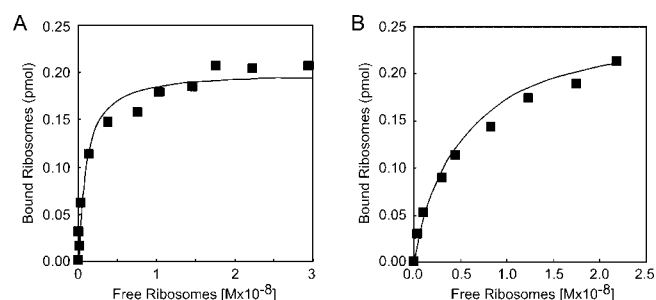 A
B
Bound Ribosomes (pmol)
0.25
0.20
0.15
0.10
0.05
0.00
0 1 2 3
Free Ribosomes [Mx10-8]
Bound Ribosomes (pmol)
0.25
0.20
0.15
0.10
0.05
0.00
0.0 0.5 1.0 1.5 2.0 2.5
Free Ribosomes [Mx10-8]